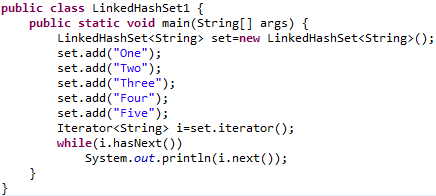 public class LinkedHashSet1 {
public static void main(String[] args) {
LinkedHashSet<String> set=new LinkedHashSet<String>();
set.add("One");
set.add("Two");
set.add("Three");
set.add("Four");
set.add("Five");
Iterator<String> i=set.iterator();
while(i.hasNext())
System.out.println(i.next());
}
}